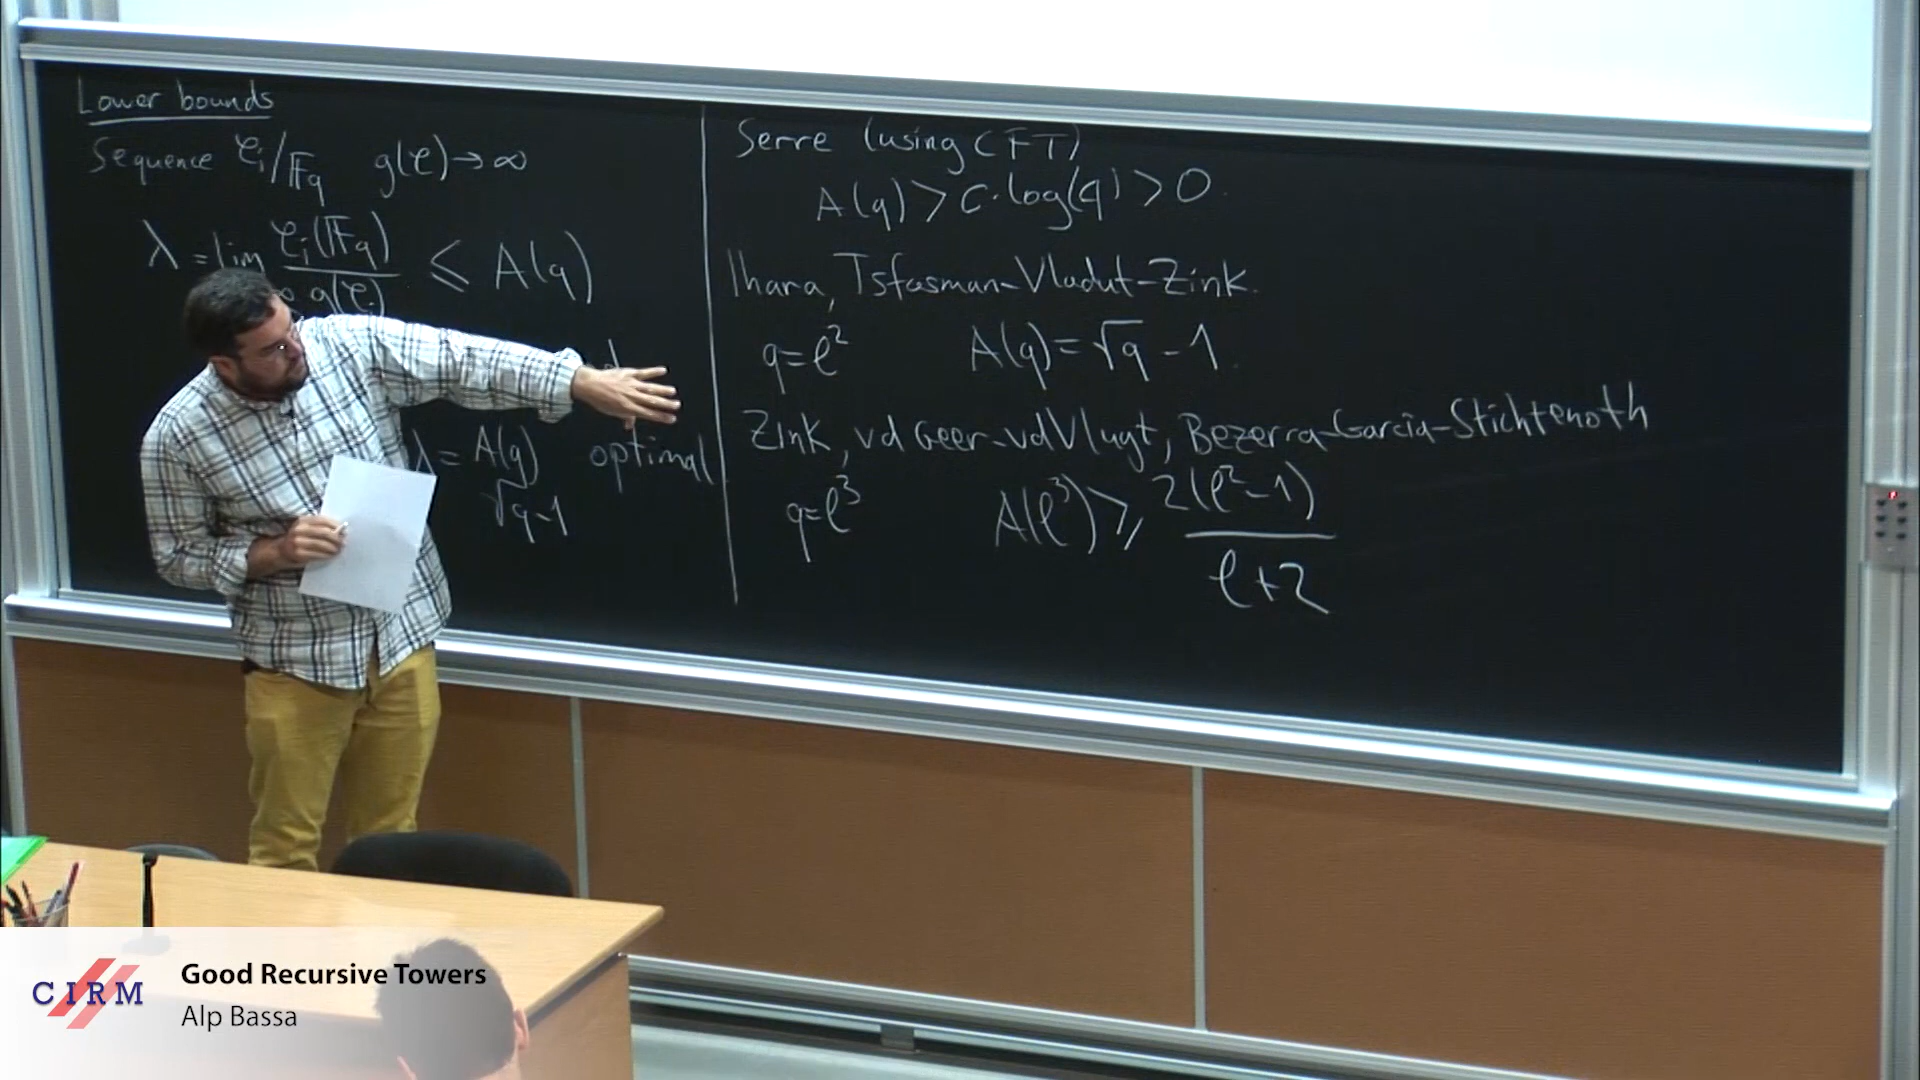 Lower bounds
Sequence 𝒞ᵢ/𝔽q g(𝒞)→∞
λ = lim 𝒞ᵢ(𝔽q) / g(𝒞ᵢ) ⩽ A(q)
λ = A(q) optimal
√q-1
Serre (using CFT)
A(q) > c·log(q) > 0.
Ihara, Tsfasman-Vladut-Zink.
q=ℓ² A(q)=√q-1.
Zink, vd Geer-vdVlugt, Bezerra-Garcia-Stichtenoth
q=ℓ³ A(ℓ³) ⩾ 2(ℓ²-1) / ℓ+2
CIRM
Good Recursive Towers
Alp Bassa